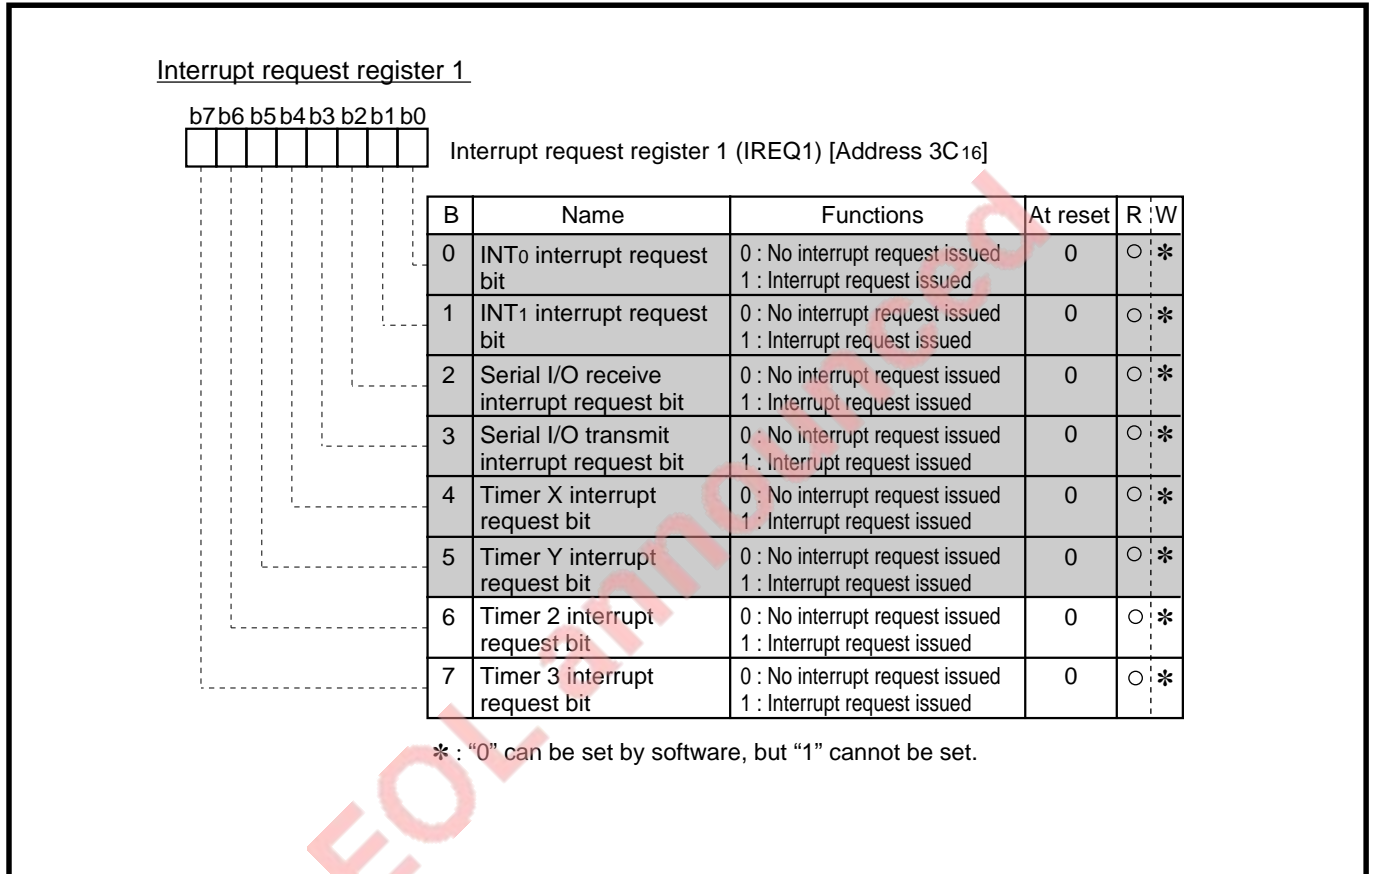 Interrupt request register 1
b7 b6 b5 b4 b3 b2 b1 b0
Interrupt request register 1 (IREQ1) [Address 3C16]
B Name Functions At reset R W
0 INT0 interrupt request bit 0 : No interrupt request issued 0 ○ ✻
1 : Interrupt request issued
1 INT1 interrupt request bit 0 : No interrupt request issued 0 ○ ✻
1 : Interrupt request issued
2 Serial I/O receive interrupt request bit 0 : No interrupt request issued 0 ○ ✻
1 : Interrupt request issued
3 Serial I/O transmit interrupt request bit 0 : No interrupt request issued 0 ○ ✻
1 : Interrupt request issued
4 Timer X interrupt request bit 0 : No interrupt request issued 0 ○ ✻
1 : Interrupt request issued
5 Timer Y interrupt request bit 0 : No interrupt request issued 0 ○ ✻
1 : Interrupt request issued
6 Timer 2 interrupt request bit 0 : No interrupt request issued 0 ○ ✻
1 : Interrupt request issued
7 Timer 3 interrupt request bit 0 : No interrupt request issued 0 ○ ✻
1 : Interrupt request issued
✻ : “0” can be set by software, but “1” cannot be set.
EOL announced